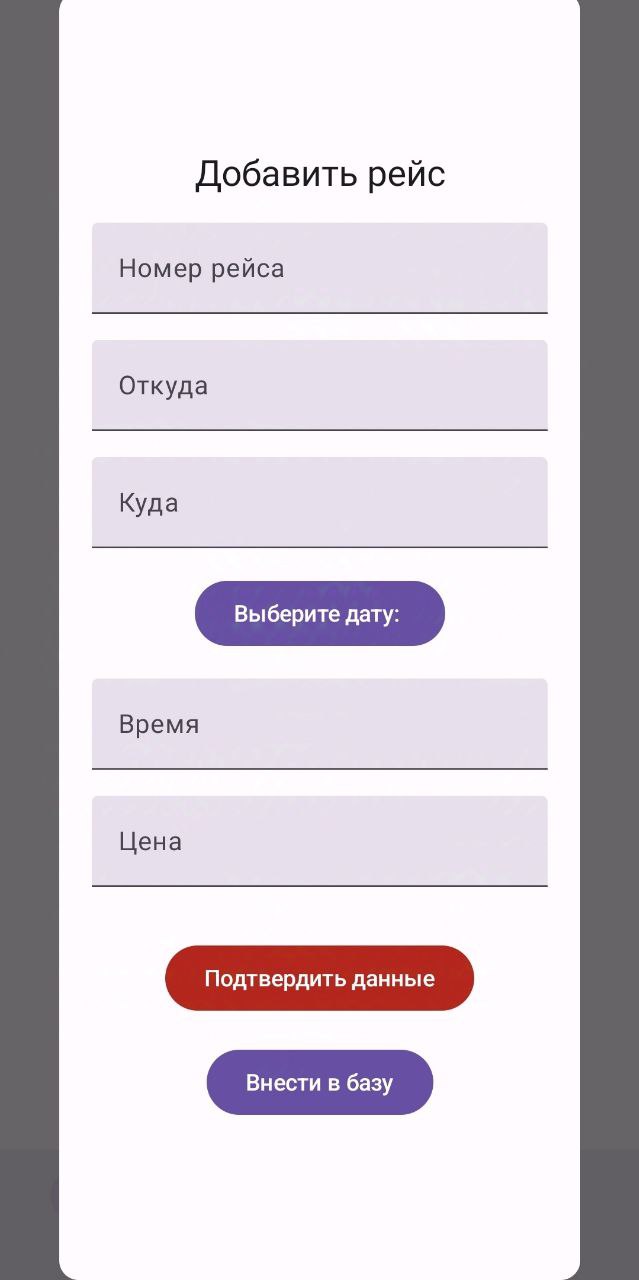 Добавить рейс
Номер рейса
Откуда
Куда
Выберите дату:
Время
Цена
Подтвердить данные
Внести в базу